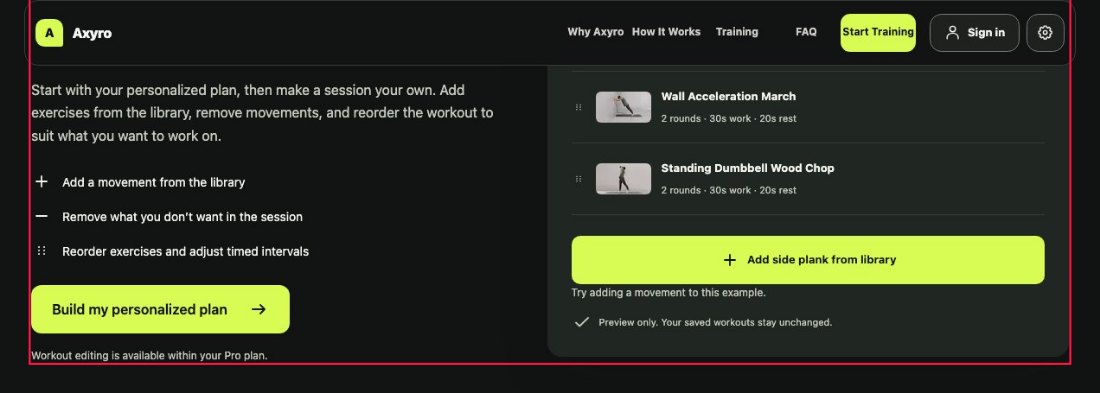 A Axyro
Why Axyro How It Works Training FAQ Start Training Sign in
Start with your personalized plan, then make a session your own. Add
exercises from the library, remove movements, and reorder the workout to
suit what you want to work on.
Add a movement from the library
Remove what you don’t want in the session
Reorder exercises and adjust timed intervals
Build my personalized plan
Workout editing is available within your Pro plan.
Wall Acceleration March
2 rounds · 30s work · 20s rest
Standing Dumbbell Wood Chop
2 rounds · 30s work · 20s rest
Add side plank from library
Try adding a movement to this example.
Preview only. Your saved workouts stay unchanged.